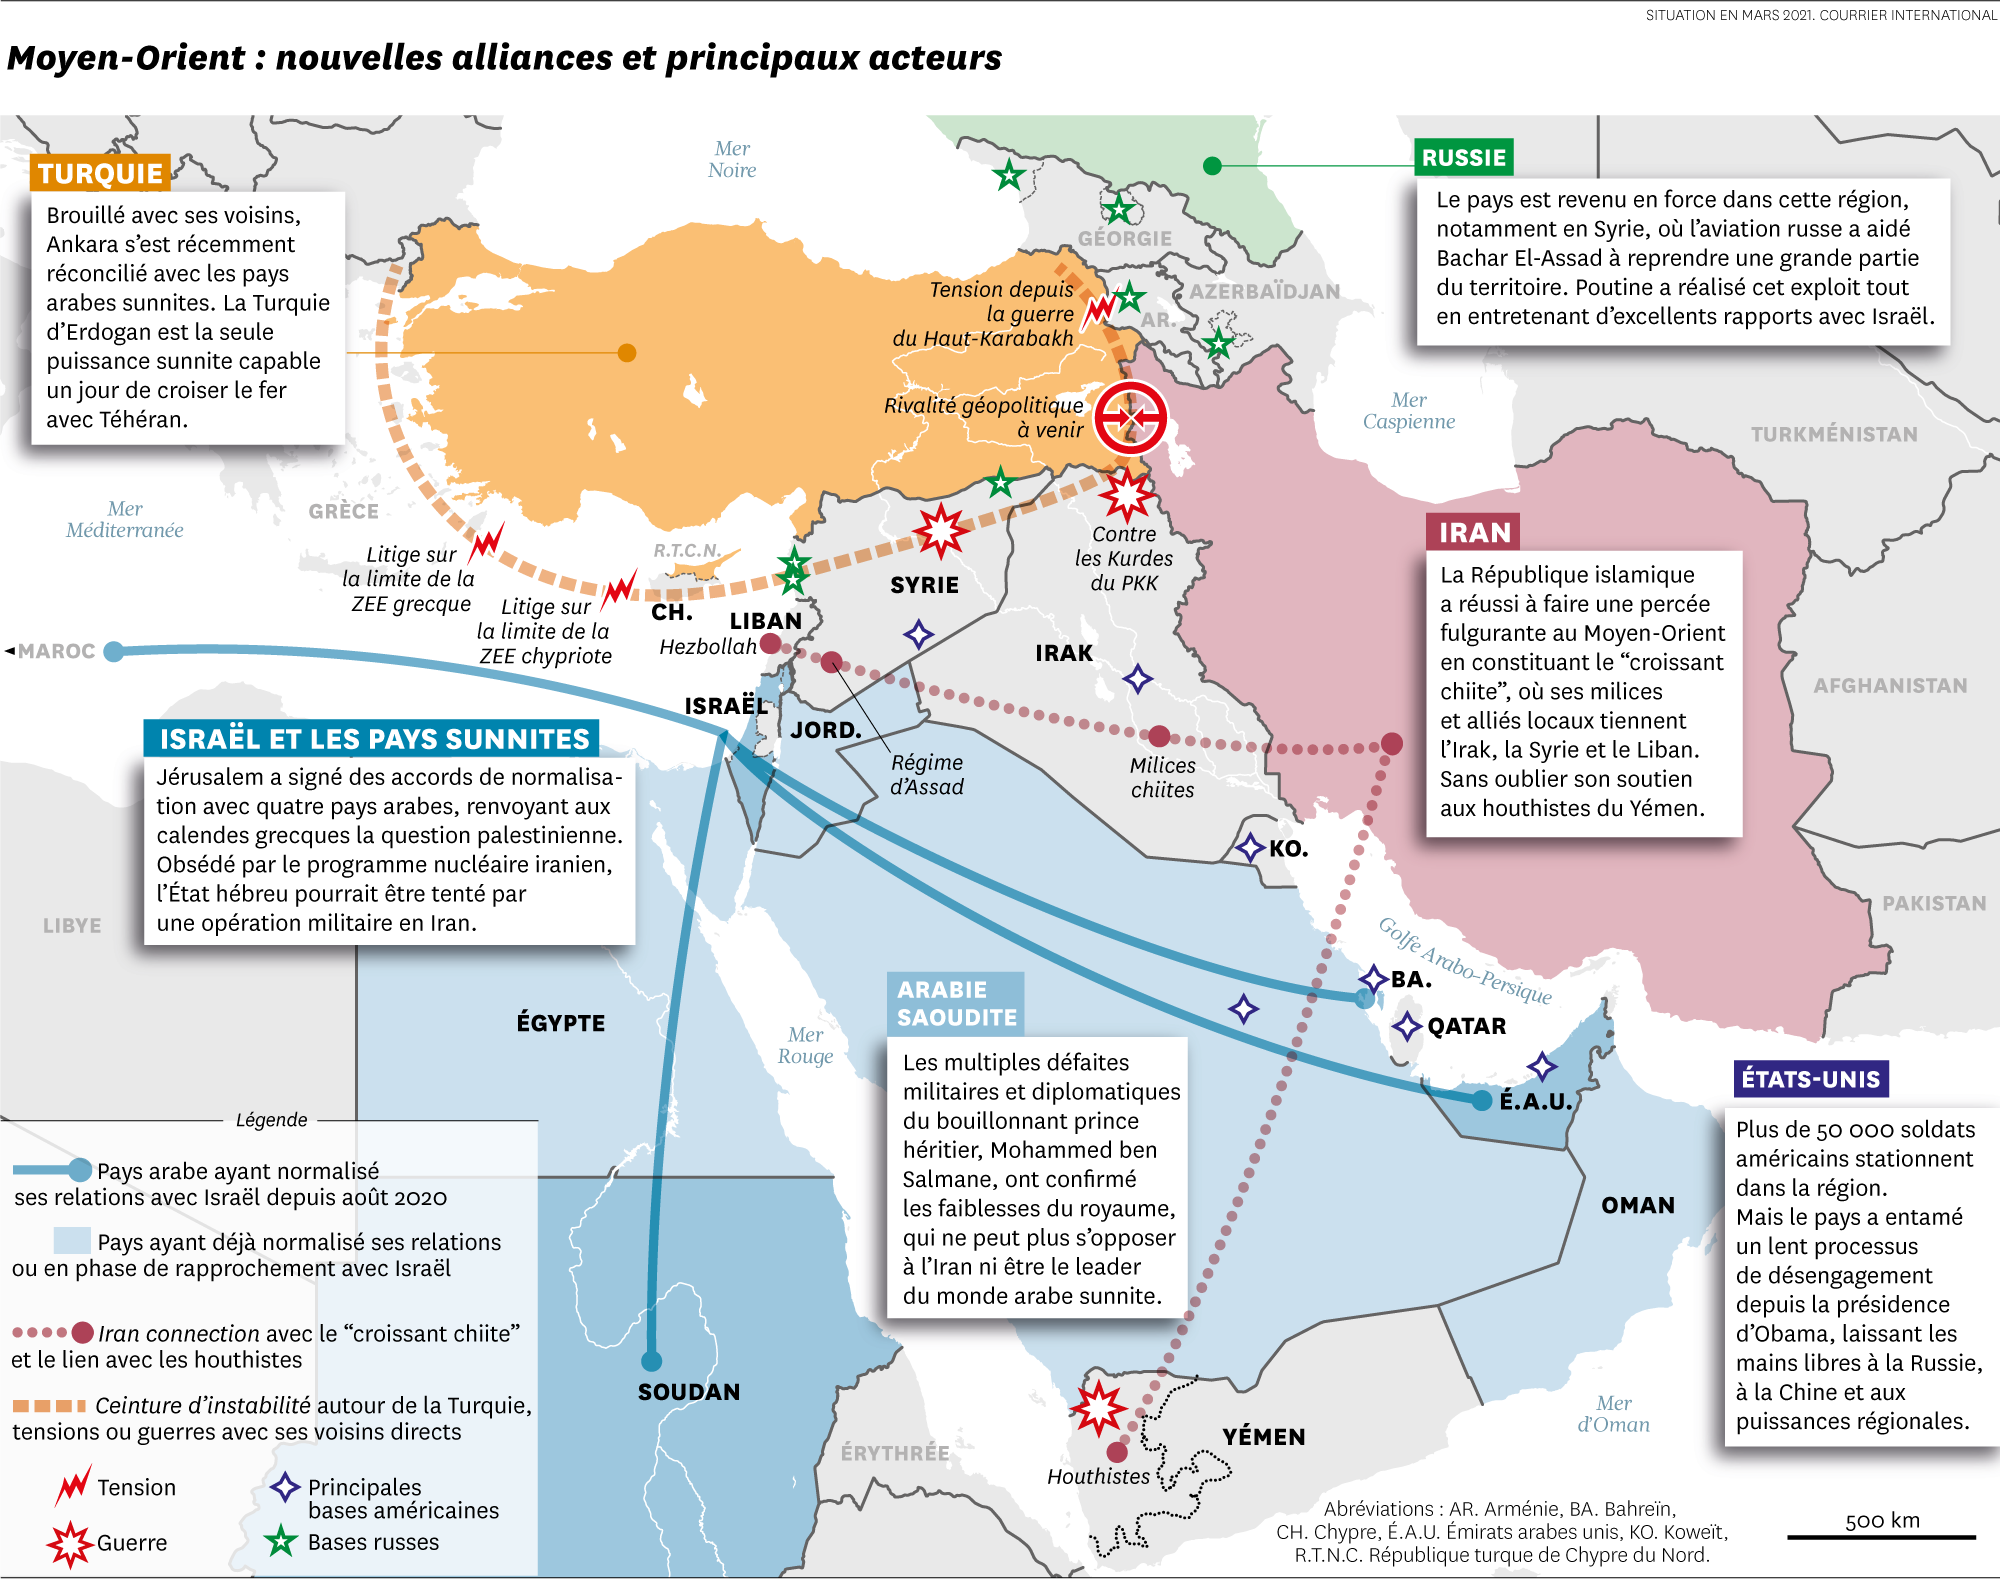 SITUATION EN MARS 2021. COURRIER INTERNATIONAL
Moyen-Orient : nouvelles alliances et principaux acteurs
TURQUIE
Brouillé avec ses voisins,
Ankara s’est récemment
réconcilié avec les pays
arabes sunnites. La Turquie
d’Erdogan est la seule
puissance sunnite capable
un jour de croiser le fer
avec Téhéran.
Mer
Noire
RUSSIE
Le pays est revenu en force dans cette région,
notamment en Syrie, où l’aviation russe a aidé
Bachar El-Assad à reprendre une grande partie
du territoire. Poutine a réalisé cet exploit tout
en entretenant d’excellents rapports avec Israël.
GÉORGIE
AZERBAÏDJAN
AR.
Tension depuis
la guerre
du Haut-Karabakh
Rivalité géopolitique
à venir
Mer
Caspienne
TURKMÉNISTAN
Mer
Méditerranée
GRÈCE
Litige sur
la limite de la
ZEE grecque
Litige sur
la limite de la
ZEE chypriote
R.T.C.N.
CH.
LIBAN
Hezbollah
SYRIE
Contre
les Kurdes
du PKK
IRAK
IRAN
La République islamique
a réussi à faire une percée
fulgurante au Moyen-Orient
en constituant le “croissant
chiite”, où ses milices
et alliés locaux tiennent
l’Irak, la Syrie et le Liban.
Sans oublier son soutien
aux houthistes du Yémen.
AFGHANISTAN
MAROC
ISRAËL
JORD.
Régime
d’Assad
Milices
chiites
ISRAËL ET LES PAYS SUNNITES
Jérusalem a signé des accords de normalisa-
tion avec quatre pays arabes, renvoyant aux
calendes grecques la question palestinienne.
Obsédé par le programme nucléaire iranien,
l’État hébreu pourrait être tenté par
une opération militaire en Iran.
KO.
PAKISTAN
LIBYE
ÉGYPTE
Mer
Rouge
Golfe Arabo-Persique
BA.
QATAR
É.A.U.
OMAN
ARABIE
SAOUDITE
Les multiples défaites
militaires et diplomatiques
du bouillonnant prince
héritier, Mohammed ben
Salmane, ont confirmé
les faiblesses du royaume,
qui ne peut plus s’opposer
à l’Iran ni être le leader
du monde arabe sunnite.
ÉTATS-UNIS
Plus de 50 000 soldats
américains stationnent
dans la région.
Mais le pays a entamé
un lent processus
de désengagement
depuis la présidence
d’Obama, laissant les
mains libres à la Russie,
à la Chine et aux
puissances régionales.
SOUDAN
ÉRYTHRÉE
YÉMEN
Houthistes
Mer
d’Oman
Légende
Pays arabe ayant normalisé
ses relations avec Israël depuis août 2020
Pays ayant déjà normalisé ses relations
ou en phase de rapprochement avec Israël
Iran connection avec le “croissant chiite”
et le lien avec les houthistes
Ceinture d’instabilité autour de la Turquie,
tensions ou guerres avec ses voisins directs
Tension
Guerre
Principales
bases américaines
Bases russes
Abréviations : AR. Arménie, BA. Bahreïn,
CH. Chypre, É.A.U. Émirats arabes unis, KO. Koweït,
R.T.N.C. République turque de Chypre du Nord.
500 km